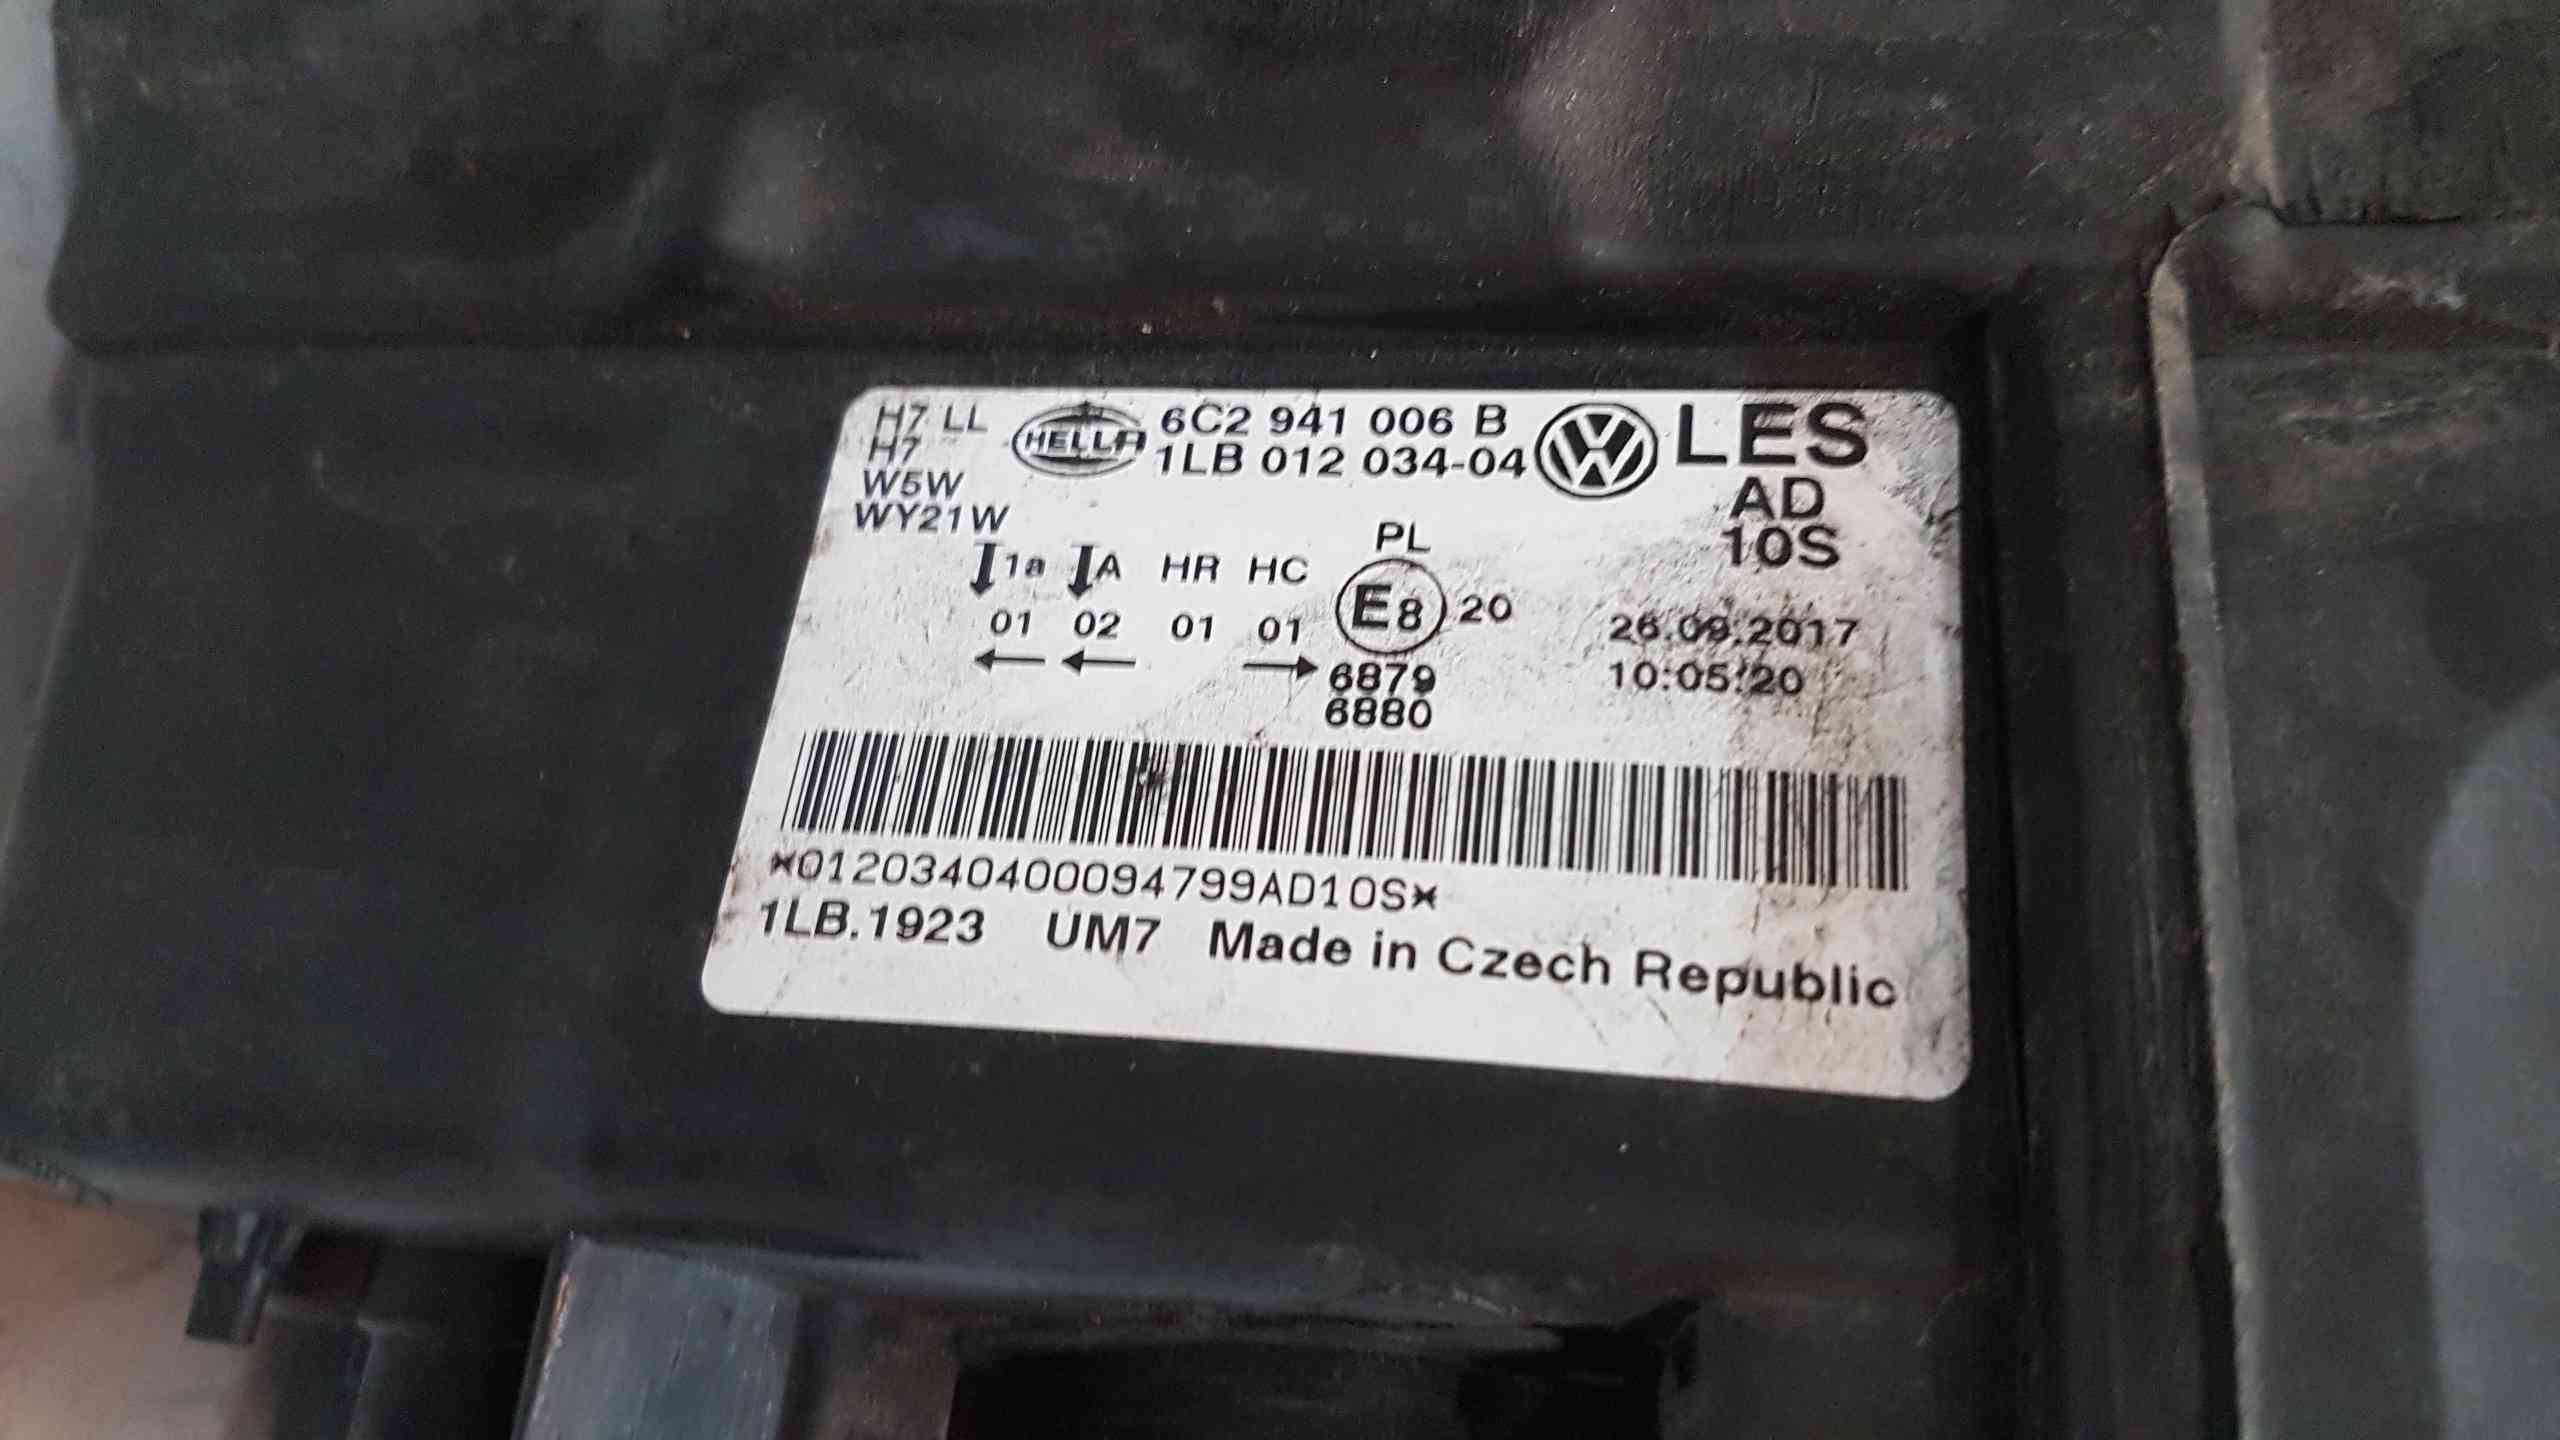 H7 LL
H7
W5W
WY21W
HELLA
6C2 941 006 B
1LB 012 034-04
LES
AD
10S
1a A HR HC PL
01 02 01 01 E8 20
6879
6880
26.09.2017
10:05:20
*0120340400094799AD10S*
1LB.1923 UM7 Made in Czech Republic